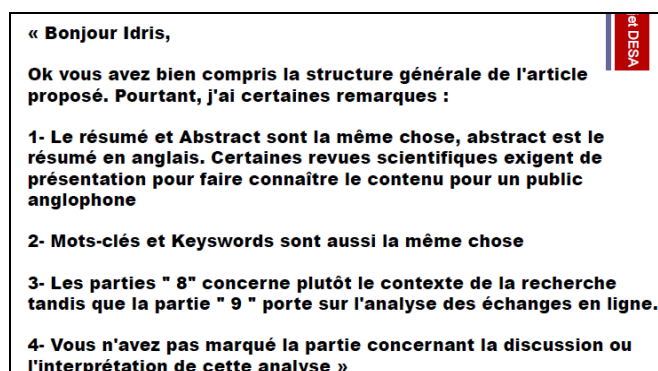 « Bonjour Idris,
Ok vous avez bien compris la structure générale de l'article
proposé. Pourtant, j'ai certaines remarques :
1- Le résumé et Abstract sont la même chose, abstract est le
résumé en anglais. Certaines revues scientifiques exigent de
présentation pour faire connaître le contenu pour un public
anglophone
2- Mots-clés et Keyswords sont aussi la même chose
3- Les parties " 8" concerne plutôt le contexte de la recherche
tandis que la partie " 9 " porte sur l'analyse des échanges en ligne.
4- Vous n'avez pas marqué la partie concernant la discussion ou
l'interprétation de cette analyse »
jet DESA